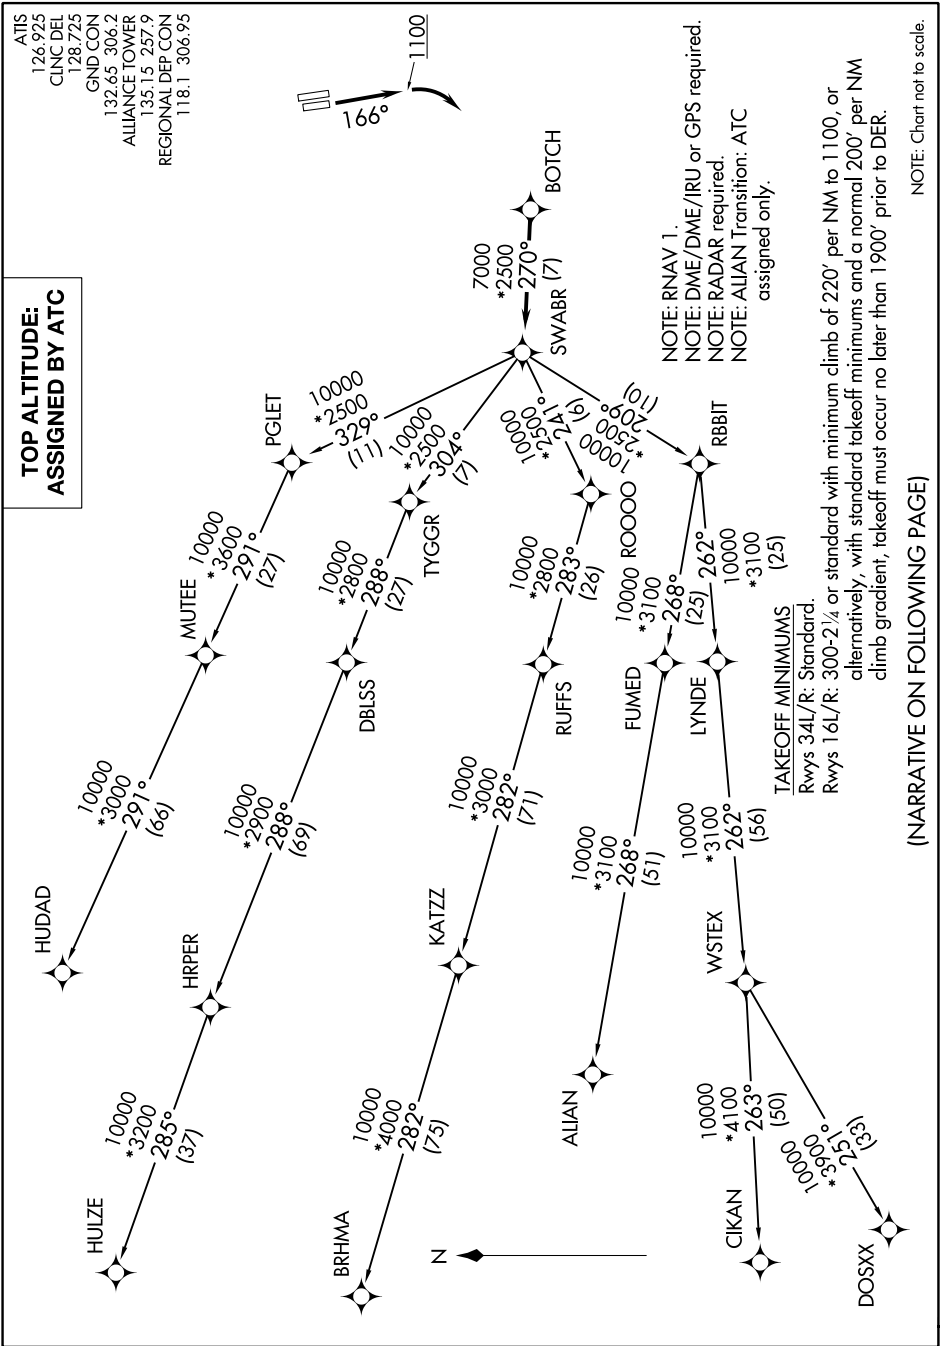 TOP ALTITUDE:
ASSIGNED BY ATC
ATIS
126.925
CLNC DEL
128.725
GND CON
132.65 306.2
ALLIANCE TOWER
135.15 257.9
REGIONAL DEP CON
118.1 306.95
1100
166°
BOTCH
7000
*2500
270°
(7)
SWABR
10000
*2500
329°
(11)
PGLET
10000
*3600
291°
(27)
MUTEE
10000
*3000
291°
(66)
HUDAD
10000
*2500
304°
(7)
TYGGR
10000
*2800
288°
(27)
DBLSS
10000
*2900
288°
(69)
HRPER
10000
*3200
285°
(37)
HULZE
10000
*2500
241°
(6)
ROOOO
10000
*2800
283°
(26)
RUFFS
10000
*3000
282°
(71)
KATZZ
10000
*4000
282°
(75)
BRHMA
10000
*2500
209°
(10)
RBBIT
10000
*3100
268°
(25)
FUMED
10000
*3100
268°
(51)
ALIAN
262°
10000
*3100
(25)
LYNDE
10000
*3100
262°
(56)
WSTEX
10000
*4100
263°
(50)
CIKAN
10000
*3900
251°
(33)
DOSXX
N
NOTE: RNAV 1.
NOTE: DME/DME/IRU or GPS required.
NOTE: RADAR required.
NOTE: ALIAN Transition: ATC
assigned only.
TAKEOFF MINIMUMS
Rwys 34L/R: Standard.
Rwys 16L/R: 300-2¼ or standard with minimum climb of 220' per NM to 1100, or
alternatively, with standard takeoff minimums and a normal 200' per NM
climb gradient, takeoff must occur no later than 1900' prior to DER.
NOTE: Chart not to scale.
(NARRATIVE ON FOLLOWING PAGE)